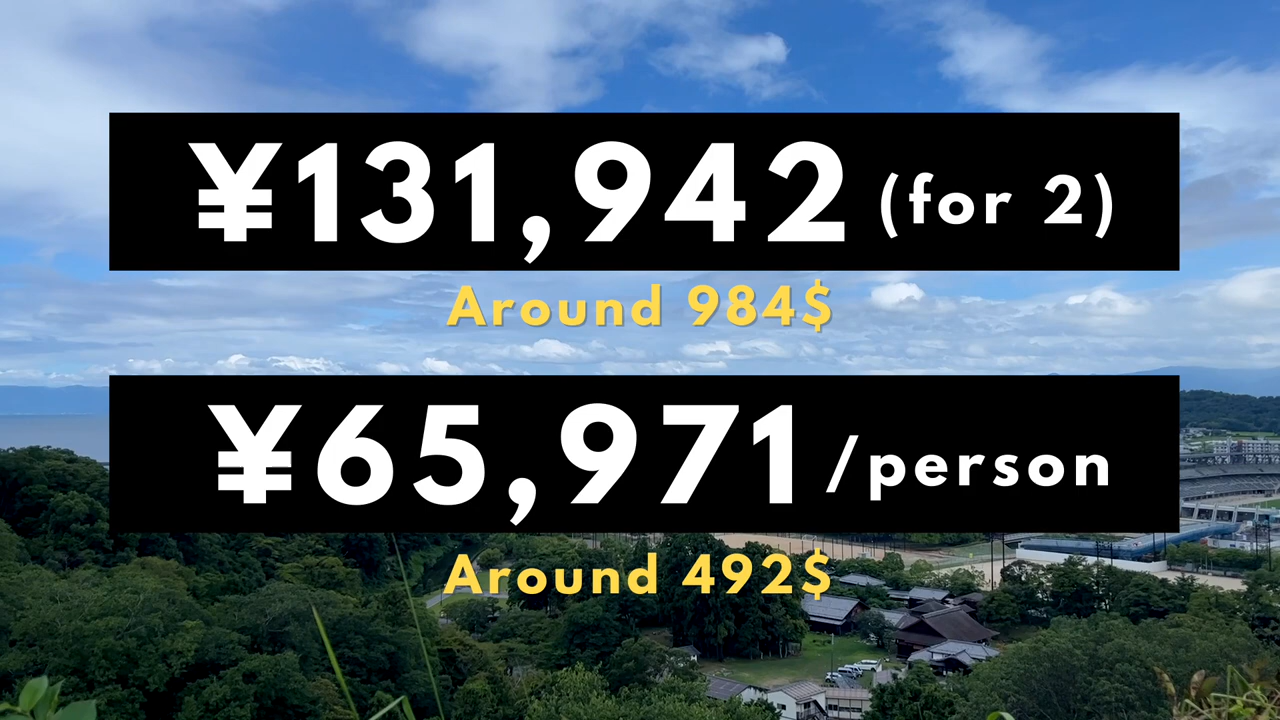 ¥131,942 (for 2)
Around 984$
¥65,971 /person
Around 492$